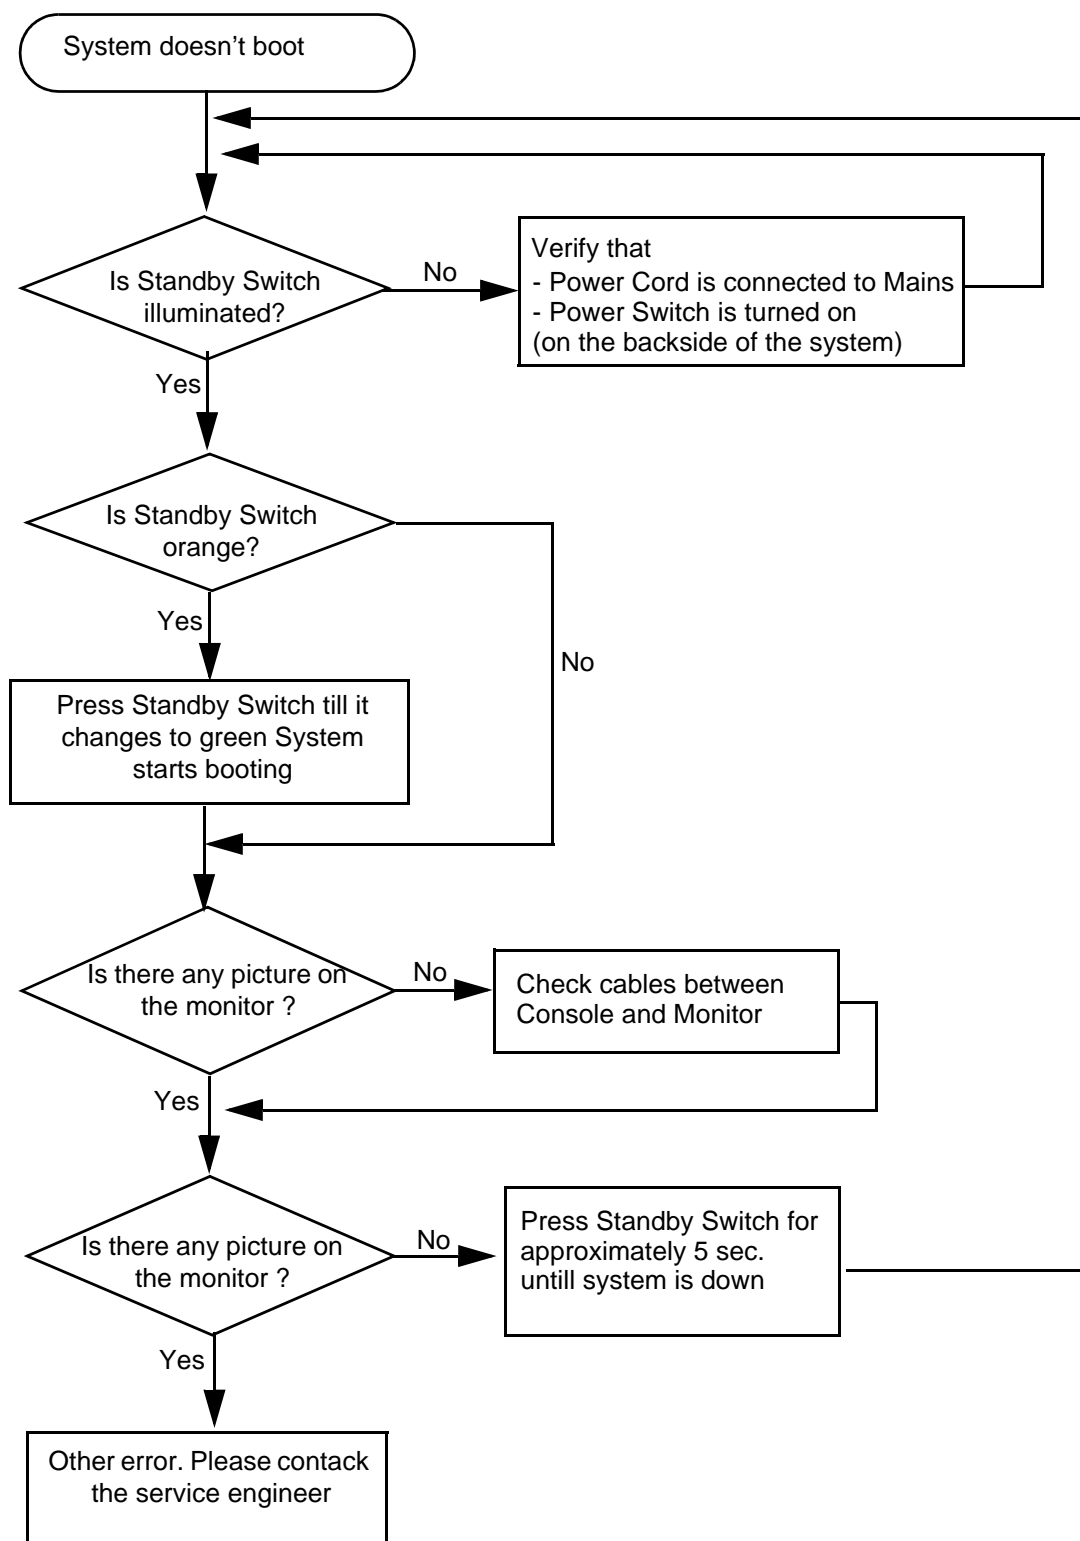 System doesn't boot
Is Standby Switch
illuminated?
No
Verify that
- Power Cord is connected to Mains
- Power Switch is turned on
(on the backside of the system)
Yes
Is Standby Switch
orange?
Yes
No
Press Standby Switch till it
changes to green System
starts booting
Is there any picture on
the monitor ?
No
Check cables between
Console and Monitor
Yes
Is there any picture on
the monitor ?
No
Press Standby Switch for
approximately 5 sec.
untill system is down
Yes
Other error. Please contack
the service engineer